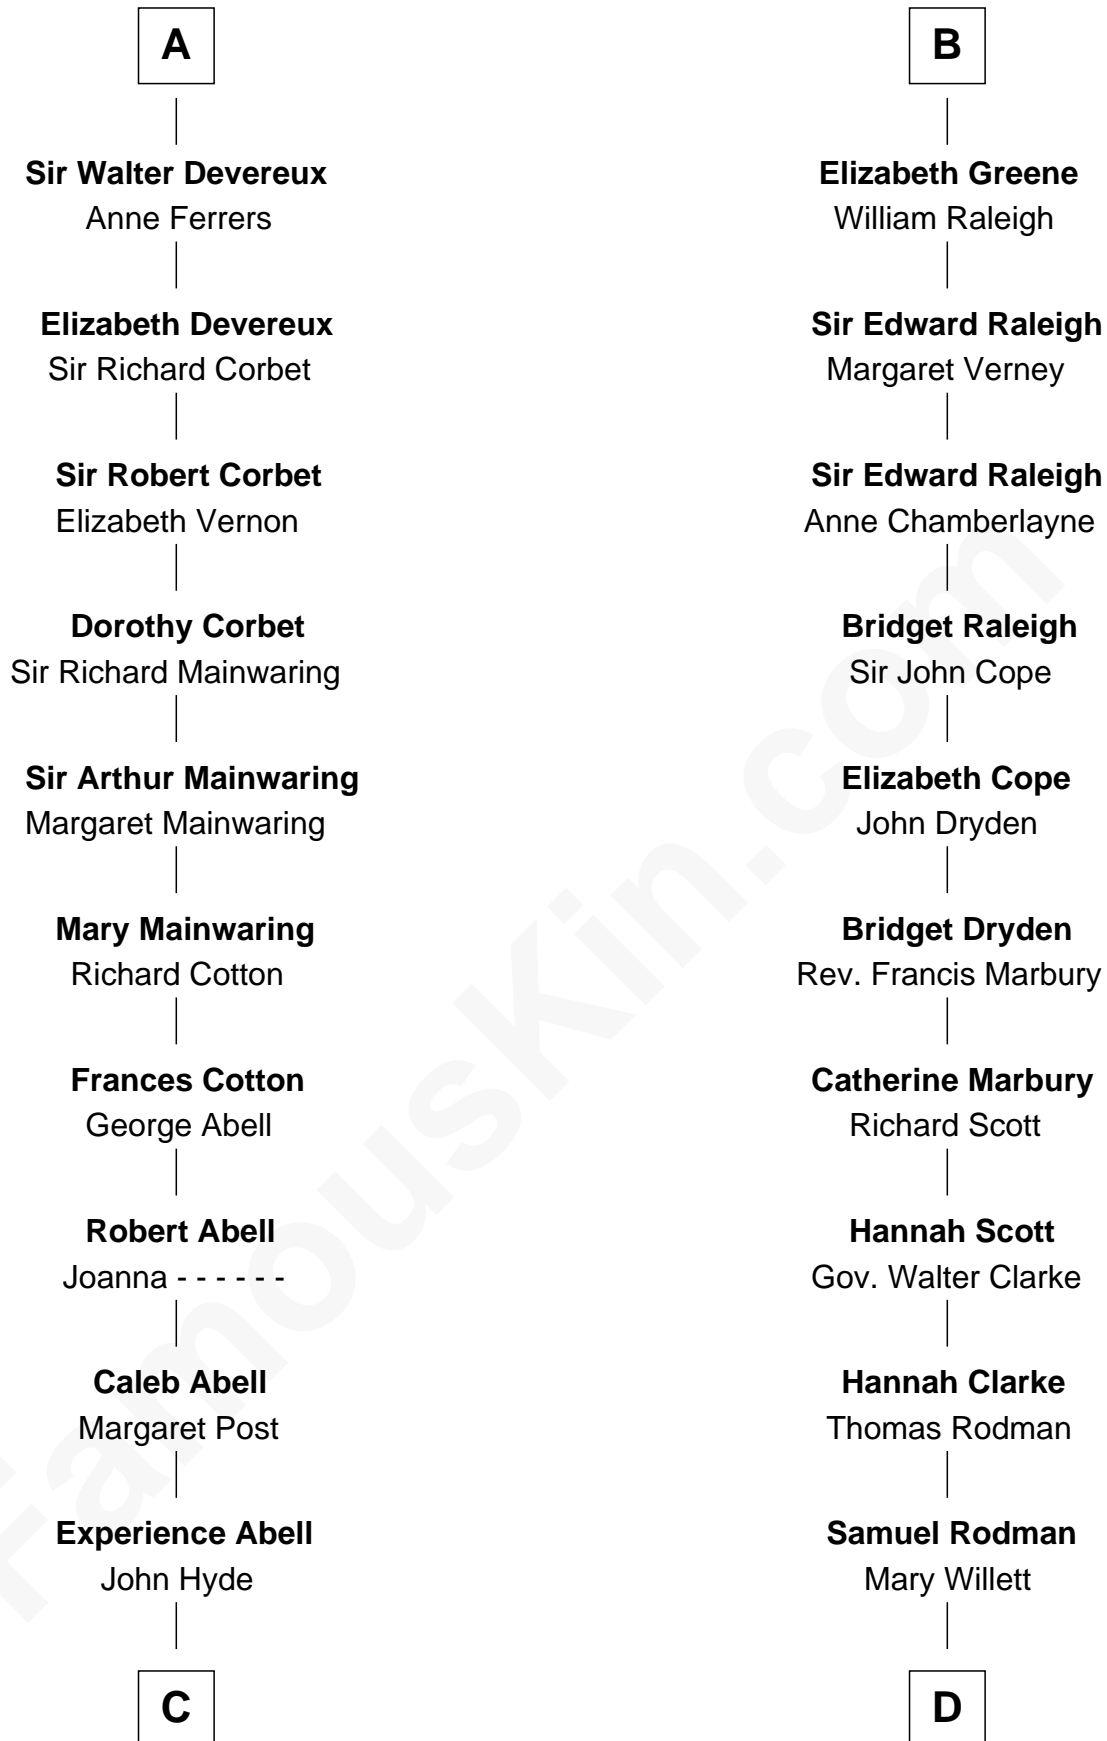 A
Sir Walter Devereux
Anne Ferrers
Elizabeth Devereux
Sir Richard Corbet
Sir Robert Corbet
Elizabeth Vernon
Dorothy Corbet
Sir Richard Mainwaring
Sir Arthur Mainwaring
Margaret Mainwaring
Mary Mainwaring
Richard Cotton
Frances Cotton
George Abell
Robert Abell
Joanna - - - - - -
Caleb Abell
Margaret Post
Experience Abell
John Hyde
C
B
Elizabeth Greene
William Raleigh
Sir Edward Raleigh
Margaret Verney
Sir Edward Raleigh
Anne Chamberlayne
Bridget Raleigh
Sir John Cope
Elizabeth Cope
John Dryden
Bridget Dryden
Rev. Francis Marbury
Catherine Marbury
Richard Scott
Hannah Scott
Gov. Walter Clarke
Hannah Clarke
Thomas Rodman
Samuel Rodman
Mary Willett
D
FamousKin.com